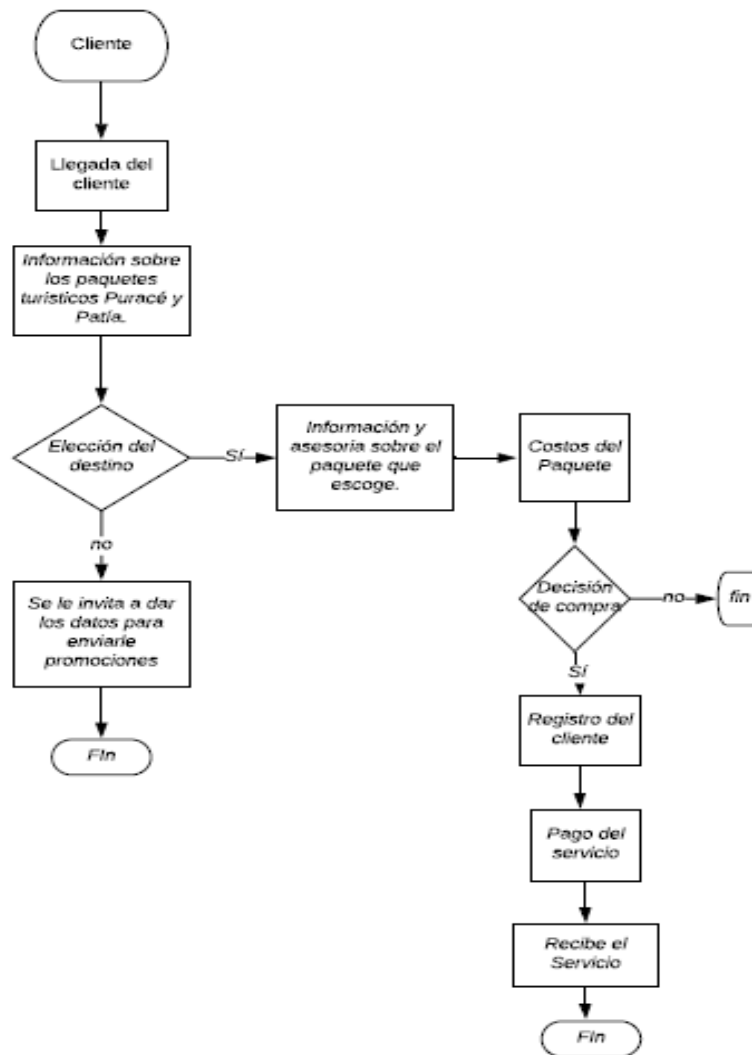 Cliente
Llegada del
cliente
Información sobre
los paquetes
turísticos Puracé y
Patía.
Elección del
destino
Sí
Información y
asesoria sobre el
paquete que
escoge.
Costos del
Paquete
no
Se le invita a dar
los datos para
enviarle
promociones
Fin
Decisión
de compra
no
fin
Sí
Registro del
cliente
Pago del
servicio
Recibe el
Servicio
Fin